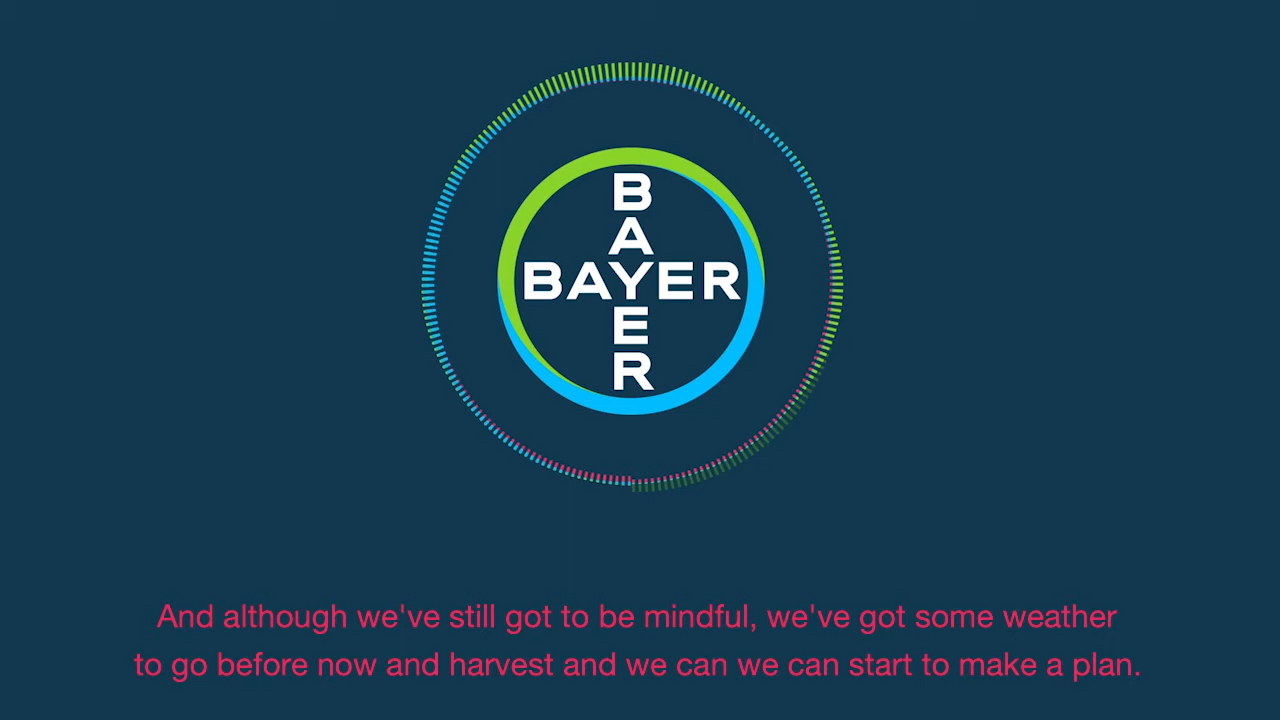 BAYER
BAYER
And although we've still got to be mindful, we've got some weather
to go before now and harvest and we can we can start to make a plan.